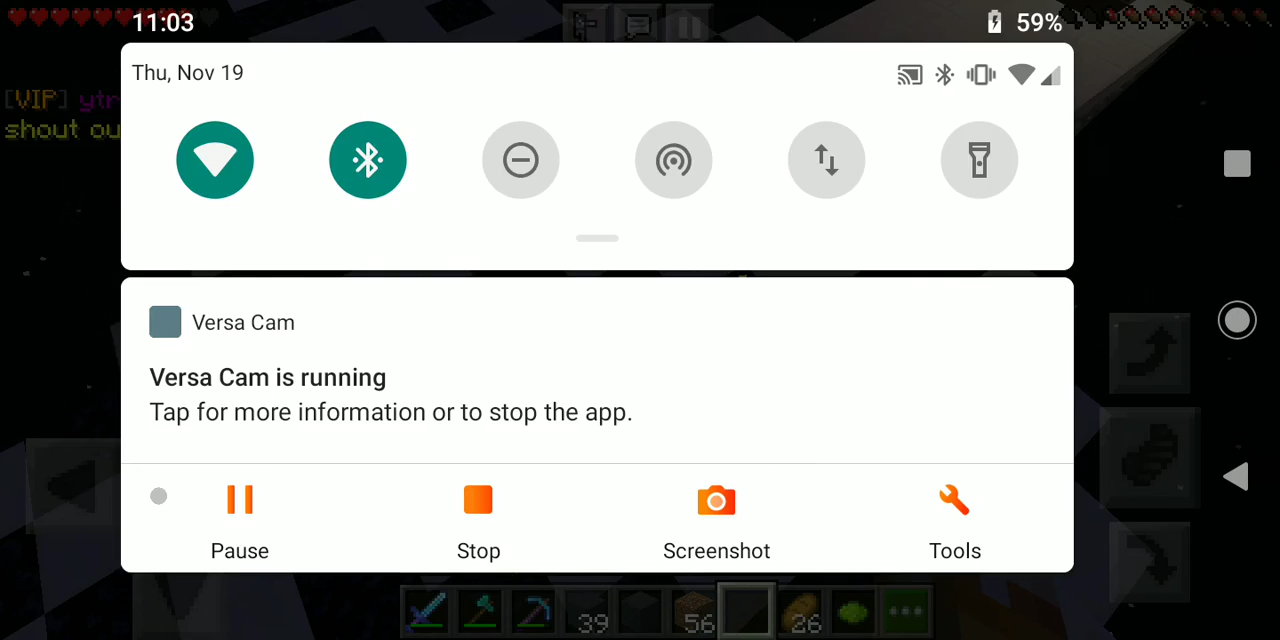 11:03
59%
Thu, Nov 19
[VIP] ytr
shout ou
Versa Cam
Versa Cam is running
Tap for more information or to stop the app.
Pause
Stop
Screenshot
Tools
39
56
26